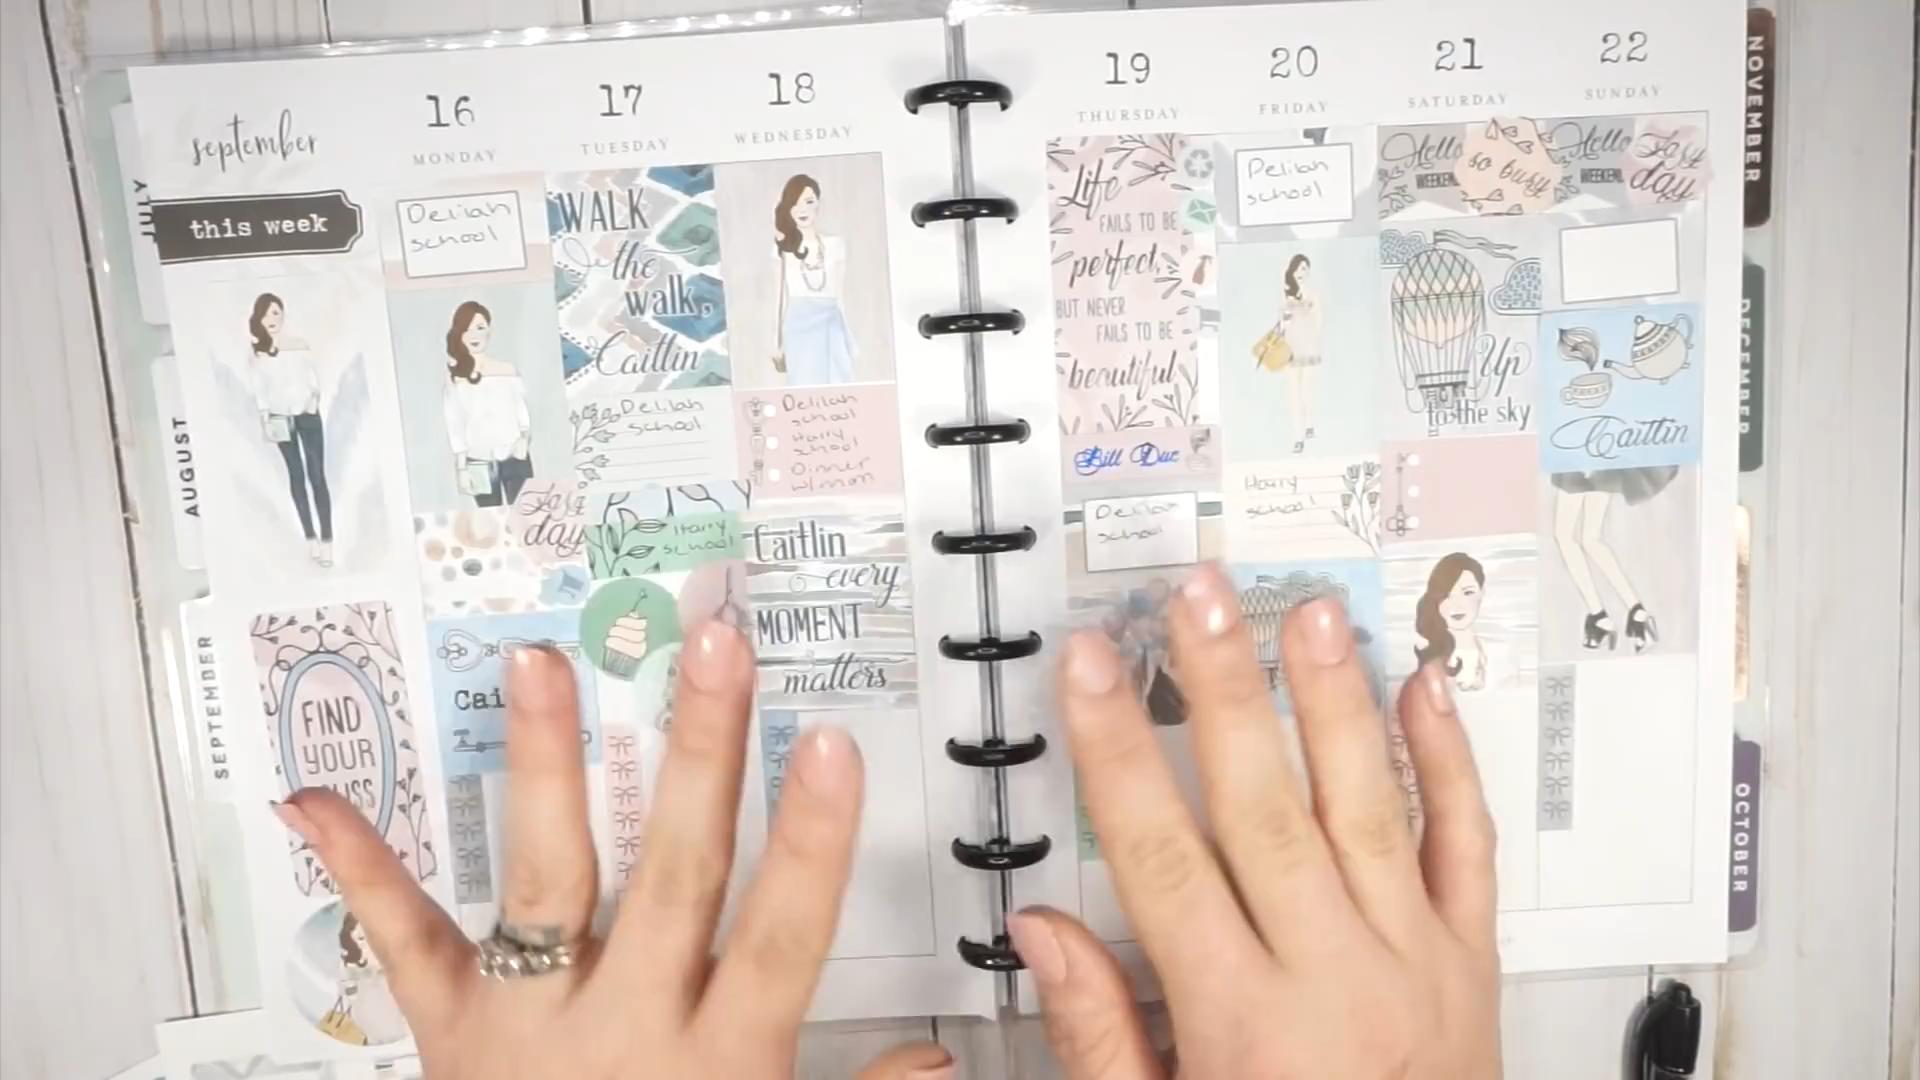 september
this week
FIND
YOUR
16
MONDAY
Delilah
school
Last
day
17
TUESDAY
WALK
the
walk,
Caitlin
Delilah
school
Harry
school
18
WEDNESDAY
Delilah
school
Harry
school
Dinner
w/mom
Caitlin
every
MOMENT
matters
19
THURSDAY
Life
FAILS TO BE
perfect,
BUT NEVER
FAILS TO BE
beautiful
Bill Due
Delilah
school
20
FRIDAY
Delilah
school
Harry
school
21
SATURDAY
Hello
WEEKEND
so busy
Up
to the sky
22
SUNDAY
Hello
WEEKEND
day
Caitlin
JULY
AUGUST
SEPTEMBER
NOVEMBER
DECEMBER
OCTOBER